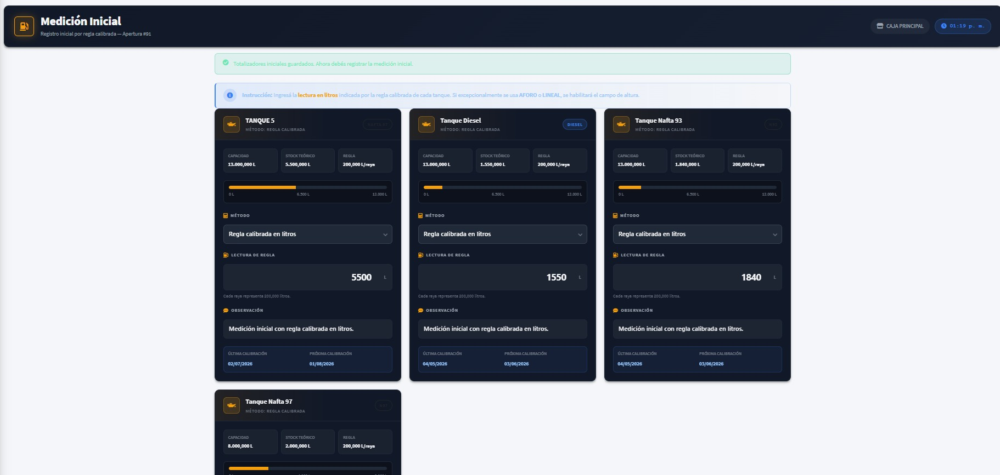 Medición Inicial
Registro inicial por regla calibrada — Apertura #91
CAJA PRINCIPAL
01:19 p. m.
Totalizadores iniciales guardados. Ahora debés registrar la medición inicial.
Instrucción: Ingresá la lectura en litros indicada por la regla calibrada de cada tanque. Si excepcionalmente se usa AFORO o LINEAL, se habilitará el campo de altura.
TANQUE 5
MÉTODO: REGLA CALIBRADA
NAFTA 97
CAPACIDAD
13.000,000 L
STOCK TEÓRICO
5.500,000 L
REGLA
200,000 L/raya
0 L
6.500 L
13.000 L
MÉTODO
Regla calibrada en litros
LECTURA DE REGLA
5500 L
Cada raya representa 200,000 litros.
OBSERVACIÓN
Medición inicial con regla calibrada en litros.
ÚLTIMA CALIBRACIÓN
02/07/2026
PRÓXIMA CALIBRACIÓN
01/08/2026
Tanque Diesel
MÉTODO: REGLA CALIBRADA
DIESEL
CAPACIDAD
13.000,000 L
STOCK TEÓRICO
1.550,000 L
REGLA
200,000 L/raya
0 L
6.500 L
13.000 L
MÉTODO
Regla calibrada en litros
LECTURA DE REGLA
1550 L
Cada raya representa 200,000 litros.
OBSERVACIÓN
Medición inicial con regla calibrada en litros.
ÚLTIMA CALIBRACIÓN
04/05/2026
PRÓXIMA CALIBRACIÓN
03/06/2026
Tanque Nafta 93
MÉTODO: REGLA CALIBRADA
CAPACIDAD
13.000,000 L
STOCK TEÓRICO
1.840,000 L
REGLA
200,000 L/raya
0 L
6.500 L
13.000 L
MÉTODO
Regla calibrada en litros
LECTURA DE REGLA
1840 L
Cada raya representa 200,000 litros.
OBSERVACIÓN
Medición inicial con regla calibrada en litros.
ÚLTIMA CALIBRACIÓN
04/05/2026
PRÓXIMA CALIBRACIÓN
03/06/2026
Tanque Nafta 97
MÉTODO: REGLA CALIBRADA
CAPACIDAD
8.000,000 L
STOCK TEÓRICO
2.000,000 L
REGLA
200,000 L/raya